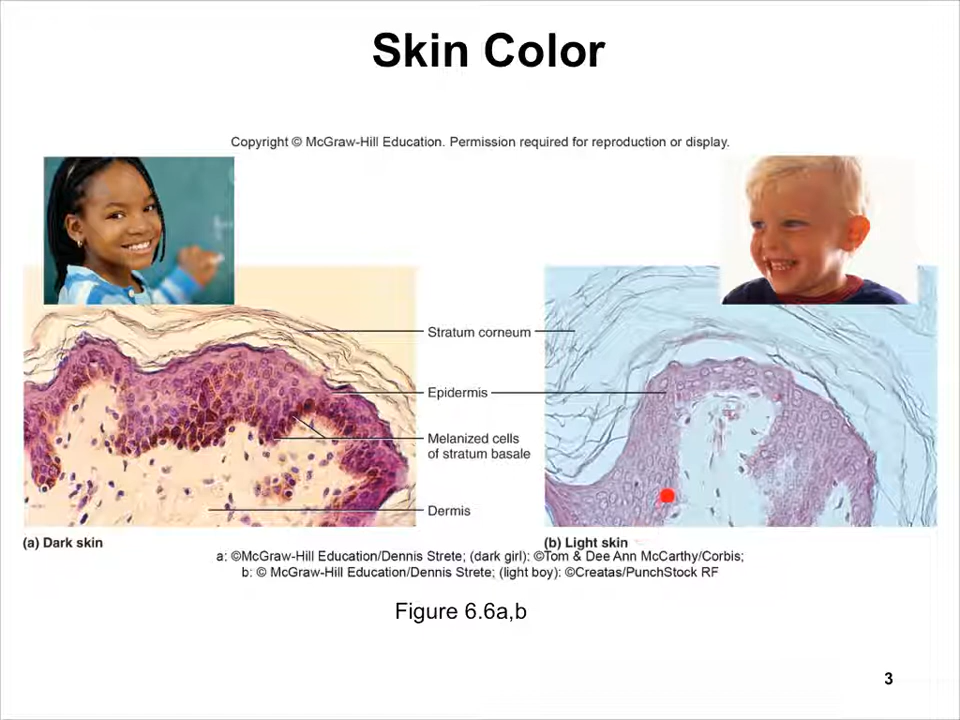 Skin Color
Copyright © McGraw-Hill Education. Permission required for reproduction or display.
Stratum corneum
Epidermis
Melanized cells
of stratum basale
Dermis
(a) Dark skin
(b) Light skin
a: ©McGraw-Hill Education/Dennis Strete; (dark girl): ©Tom & Dee Ann McCarthy/Corbis;
b: © McGraw-Hill Education/Dennis Strete; (light boy): ©Creatas/PunchStock RF
Figure 6.6a,b
3